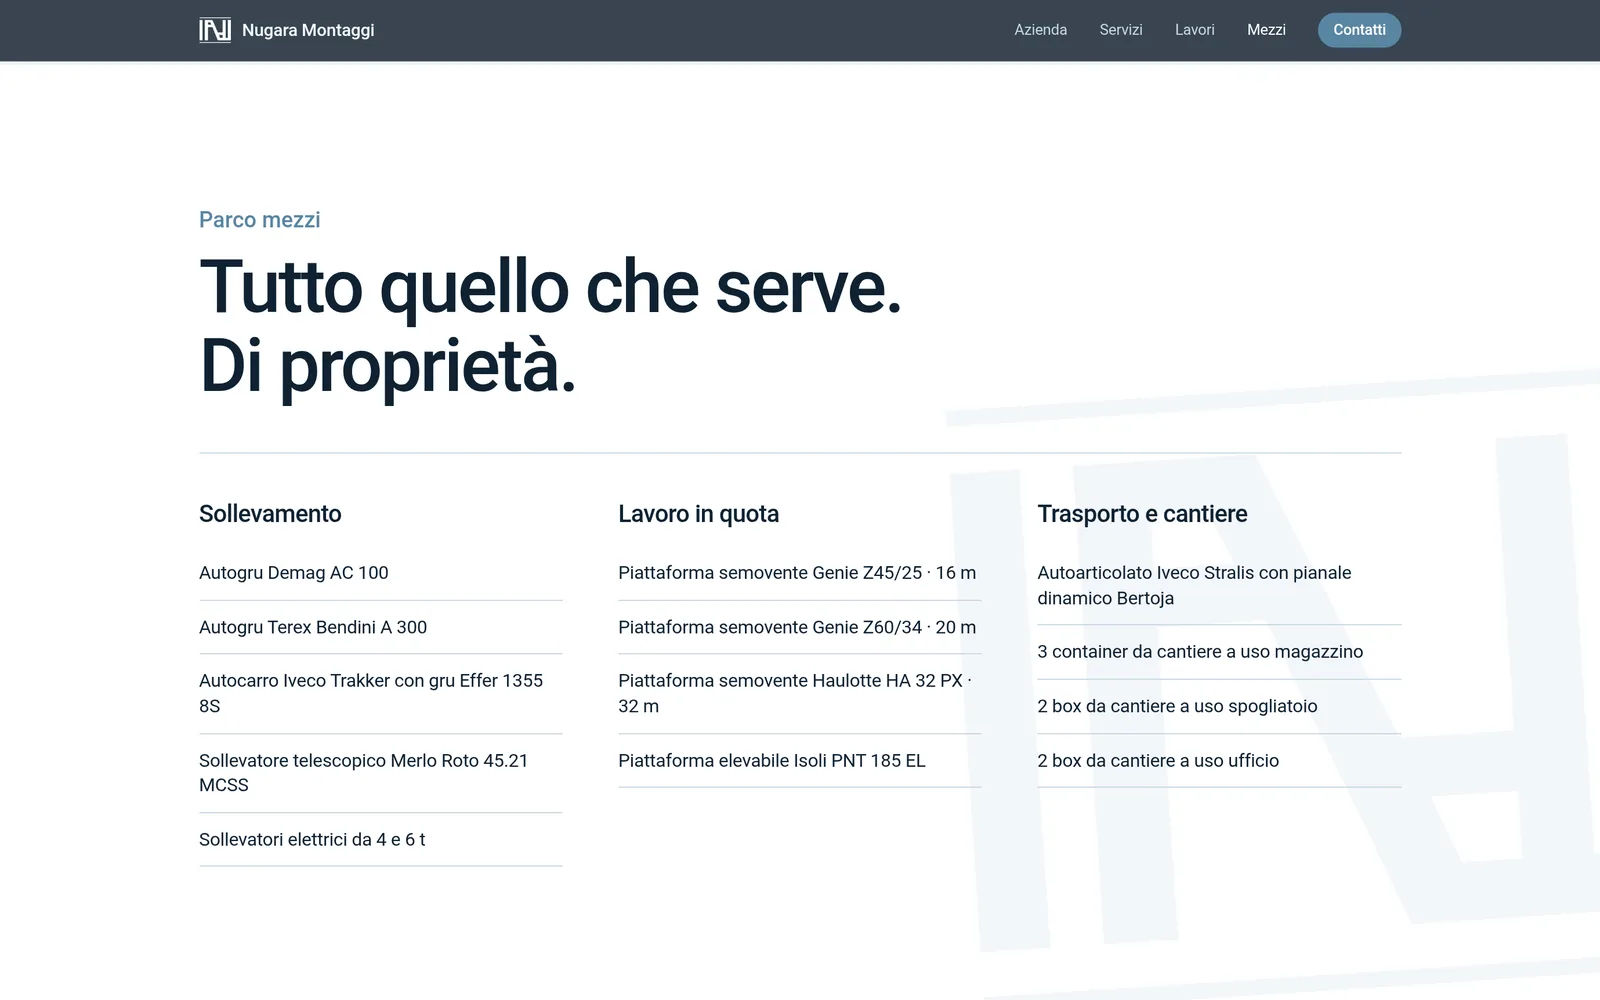 Nugara Montaggi
Azienda
Servizi
Lavori
Mezzi
Contatti
Parco mezzi
Tutto quello che serve.
Di proprietà.
Sollevamento
Autogru Demag AC 100
Autogru Terex Bendini A 300
Autocarro Iveco Trakker con gru Effer 1355
8S
Sollevatore telescopico Merlo Roto 45.21
MCSS
Sollevatori elettrici da 4 e 6 t
Lavoro in quota
Piattaforma semovente Genie Z45/25 · 16 m
Piattaforma semovente Genie Z60/34 · 20 m
Piattaforma semovente Haulotte HA 32 PX ·
32 m
Piattaforma elevabile Isoli PNT 185 EL
Trasporto e cantiere
Autoarticolato Iveco Stralis con pianale
dinamico Bertoja
3 container da cantiere a uso magazzino
2 box da cantiere a uso spogliatoio
2 box da cantiere a uso ufficio